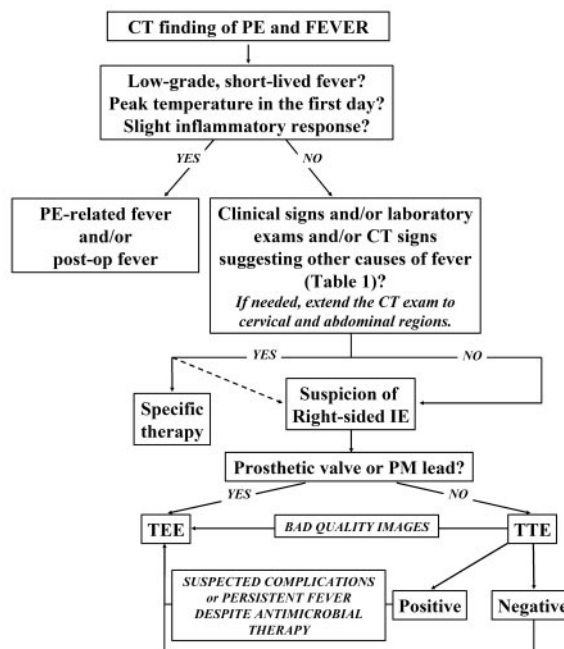 CT finding of PE and FEVER
Low-grade, short-lived fever?
Peak temperature in the first day?
Slight inflammatory response?
YES
NO
PE-related fever
and/or
post-op fever
Clinical signs and/or laboratory
exams and/or CT signs
suggesting other causes of fever
(Table 1)?
If needed, extend the CT exam to
cervical and abdominal regions.
YES
NO
Specific
therapy
Suspicion of
Right-sided IE
Prosthetic valve or PM lead?
YES
NO
TEE
BAD QUALITY IMAGES
TTE
SUSPECTED COMPLICATIONS
or PERSISTENT FEVER
DESPITE ANTIMICROBIAL
THERAPY
Positive
Negative